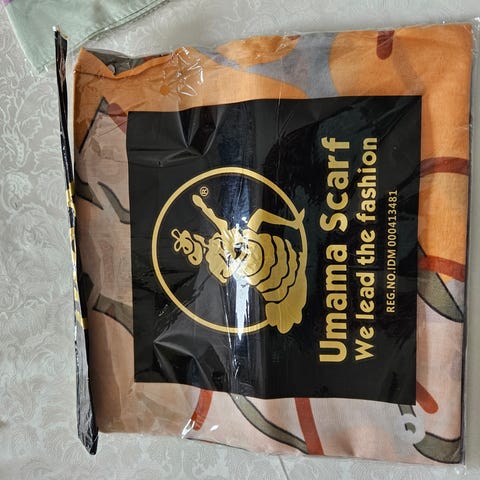 ®
Umama Scarf
We lead the fashion
REG.NO.IDM 000413481